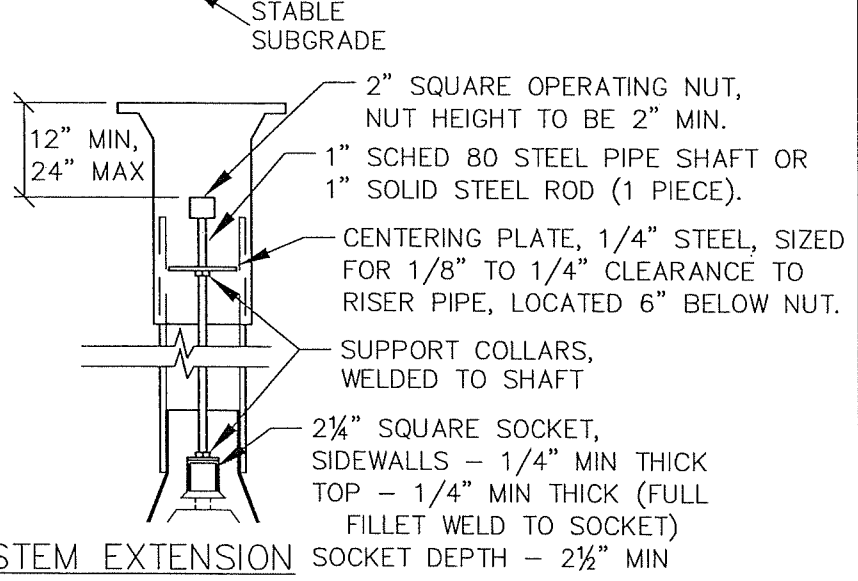 STABLE
SUBGRADE
2" SQUARE OPERATING NUT,
NUT HEIGHT TO BE 2" MIN.
12" MIN,
24" MAX
1" SCHED 80 STEEL PIPE SHAFT OR
1" SOLID STEEL ROD (1 PIECE).
CENTERING PLATE, 1/4" STEEL, SIZED
FOR 1/8" TO 1/4" CLEARANCE TO
RISER PIPE, LOCATED 6" BELOW NUT.
SUPPORT COLLARS,
WELDED TO SHAFT
2¼" SQUARE SOCKET,
SIDEWALLS – 1/4" MIN THICK
TOP – 1/4" MIN THICK (FULL
FILLET WELD TO SOCKET)
SOCKET DEPTH – 2½" MIN
STEM EXTENSION